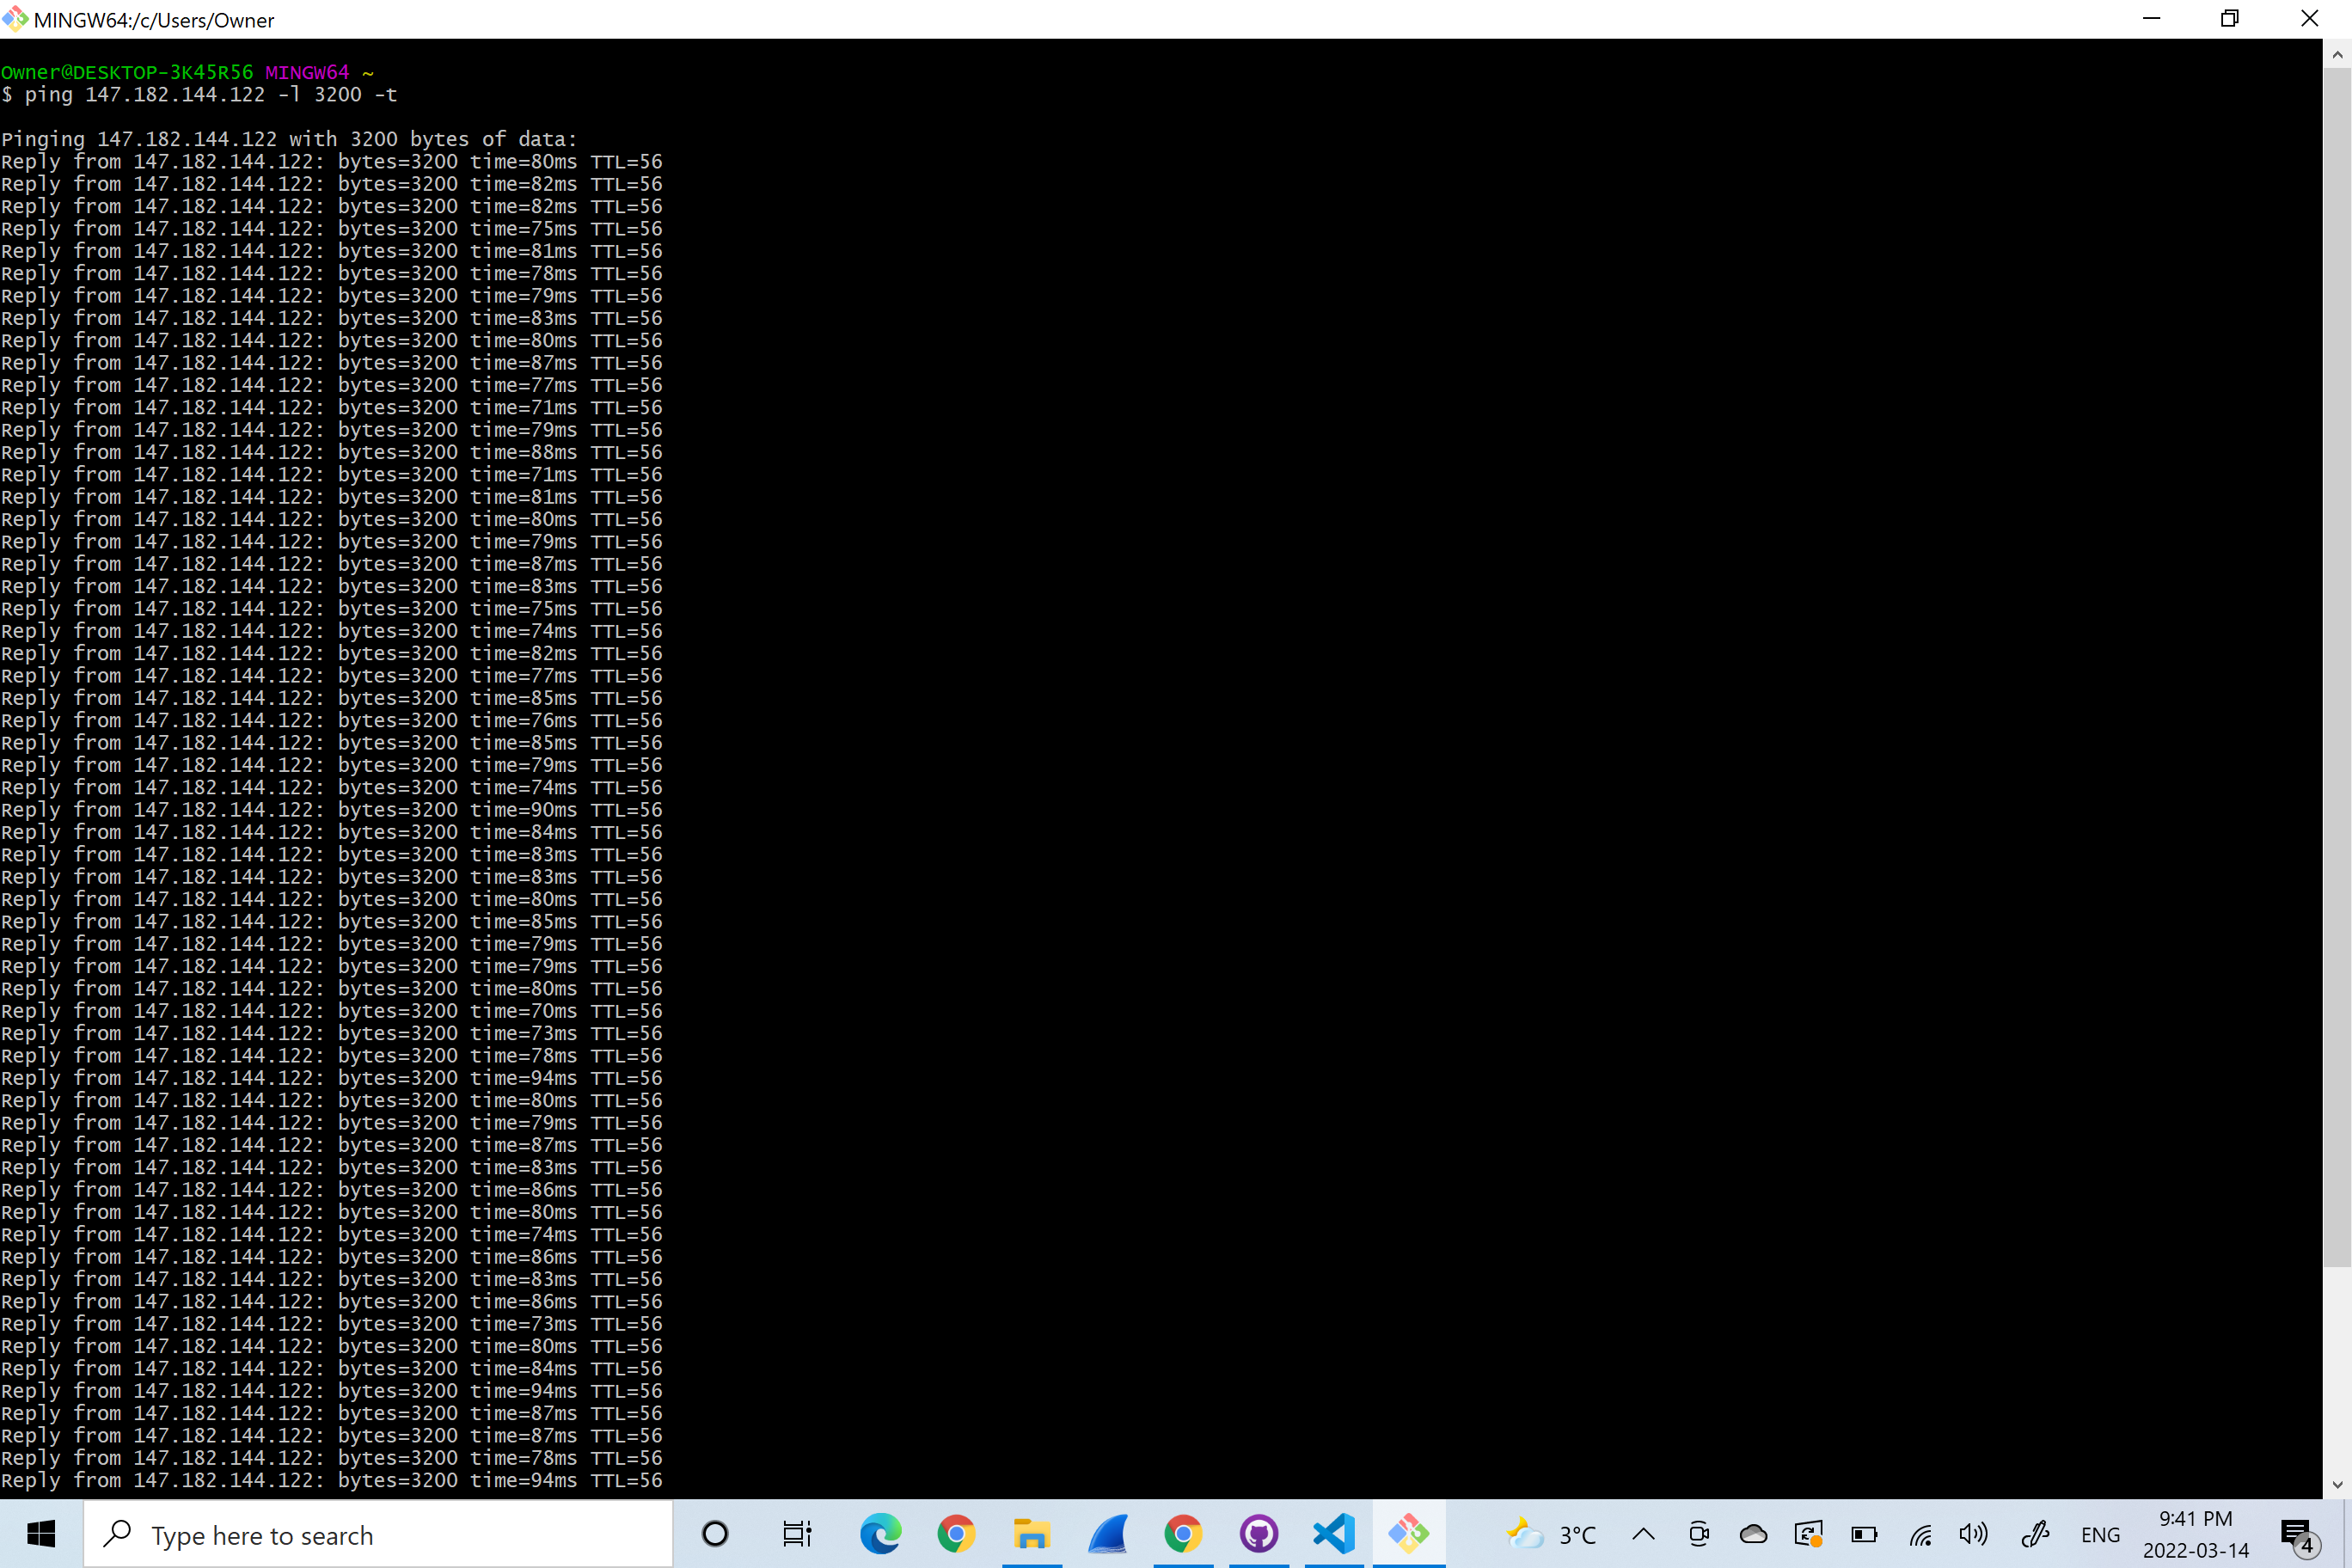 MINGW64:/c/Users/Owner
Owner@DESKTOP-3K45R56 MINGW64 ~
$ ping 147.182.144.122 -l 3200 -t
Pinging 147.182.144.122 with 3200 bytes of data:
Reply from 147.182.144.122: bytes=3200 time=80ms TTL=56
Reply from 147.182.144.122: bytes=3200 time=82ms TTL=56
Reply from 147.182.144.122: bytes=3200 time=82ms TTL=56
Reply from 147.182.144.122: bytes=3200 time=75ms TTL=56
Reply from 147.182.144.122: bytes=3200 time=81ms TTL=56
Reply from 147.182.144.122: bytes=3200 time=78ms TTL=56
Reply from 147.182.144.122: bytes=3200 time=79ms TTL=56
Reply from 147.182.144.122: bytes=3200 time=83ms TTL=56
Reply from 147.182.144.122: bytes=3200 time=80ms TTL=56
Reply from 147.182.144.122: bytes=3200 time=87ms TTL=56
Reply from 147.182.144.122: bytes=3200 time=77ms TTL=56
Reply from 147.182.144.122: bytes=3200 time=71ms TTL=56
Reply from 147.182.144.122: bytes=3200 time=79ms TTL=56
Reply from 147.182.144.122: bytes=3200 time=88ms TTL=56
Reply from 147.182.144.122: bytes=3200 time=71ms TTL=56
Reply from 147.182.144.122: bytes=3200 time=81ms TTL=56
Reply from 147.182.144.122: bytes=3200 time=80ms TTL=56
Reply from 147.182.144.122: bytes=3200 time=79ms TTL=56
Reply from 147.182.144.122: bytes=3200 time=87ms TTL=56
Reply from 147.182.144.122: bytes=3200 time=83ms TTL=56
Reply from 147.182.144.122: bytes=3200 time=75ms TTL=56
Reply from 147.182.144.122: bytes=3200 time=74ms TTL=56
Reply from 147.182.144.122: bytes=3200 time=82ms TTL=56
Reply from 147.182.144.122: bytes=3200 time=77ms TTL=56
Reply from 147.182.144.122: bytes=3200 time=85ms TTL=56
Reply from 147.182.144.122: bytes=3200 time=76ms TTL=56
Reply from 147.182.144.122: bytes=3200 time=85ms TTL=56
Reply from 147.182.144.122: bytes=3200 time=79ms TTL=56
Reply from 147.182.144.122: bytes=3200 time=74ms TTL=56
Reply from 147.182.144.122: bytes=3200 time=90ms TTL=56
Reply from 147.182.144.122: bytes=3200 time=84ms TTL=56
Reply from 147.182.144.122: bytes=3200 time=83ms TTL=56
Reply from 147.182.144.122: bytes=3200 time=83ms TTL=56
Reply from 147.182.144.122: bytes=3200 time=80ms TTL=56
Reply from 147.182.144.122: bytes=3200 time=85ms TTL=56
Reply from 147.182.144.122: bytes=3200 time=79ms TTL=56
Reply from 147.182.144.122: bytes=3200 time=79ms TTL=56
Reply from 147.182.144.122: bytes=3200 time=80ms TTL=56
Reply from 147.182.144.122: bytes=3200 time=70ms TTL=56
Reply from 147.182.144.122: bytes=3200 time=73ms TTL=56
Reply from 147.182.144.122: bytes=3200 time=78ms TTL=56
Reply from 147.182.144.122: bytes=3200 time=94ms TTL=56
Reply from 147.182.144.122: bytes=3200 time=80ms TTL=56
Reply from 147.182.144.122: bytes=3200 time=79ms TTL=56
Reply from 147.182.144.122: bytes=3200 time=87ms TTL=56
Reply from 147.182.144.122: bytes=3200 time=83ms TTL=56
Reply from 147.182.144.122: bytes=3200 time=86ms TTL=56
Reply from 147.182.144.122: bytes=3200 time=80ms TTL=56
Reply from 147.182.144.122: bytes=3200 time=74ms TTL=56
Reply from 147.182.144.122: bytes=3200 time=86ms TTL=56
Reply from 147.182.144.122: bytes=3200 time=83ms TTL=56
Reply from 147.182.144.122: bytes=3200 time=86ms TTL=56
Reply from 147.182.144.122: bytes=3200 time=73ms TTL=56
Reply from 147.182.144.122: bytes=3200 time=80ms TTL=56
Reply from 147.182.144.122: bytes=3200 time=84ms TTL=56
Reply from 147.182.144.122: bytes=3200 time=94ms TTL=56
Reply from 147.182.144.122: bytes=3200 time=87ms TTL=56
Reply from 147.182.144.122: bytes=3200 time=87ms TTL=56
Reply from 147.182.144.122: bytes=3200 time=78ms TTL=56
Reply from 147.182.144.122: bytes=3200 time=94ms TTL=56
Type here to search
3°C
ENG
9:41 PM
2022-03-14
4